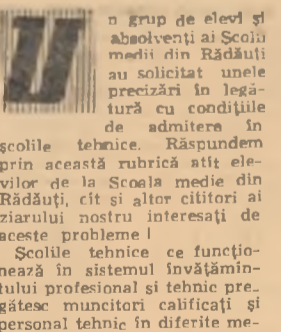 Un grup de elevi și
absolvenți ai Școlii
medii din Rădăuți
au solicitat unele
precizări în legă-
tură cu condițiile
de admitere în
școlile tehnice. Răspundem
prin această rubrică atît ele-
vilor de la Școala medie din
Rădăuți, cît și altor cititori ai
ziarului nostru interesați de
aceste probleme !
Școlile tehnice ce funcțio-
nează în sistemul învățămîn-
tului profesional și tehnic pre-
gătesc muncitori calificați și
personal tehnic în diferite me-